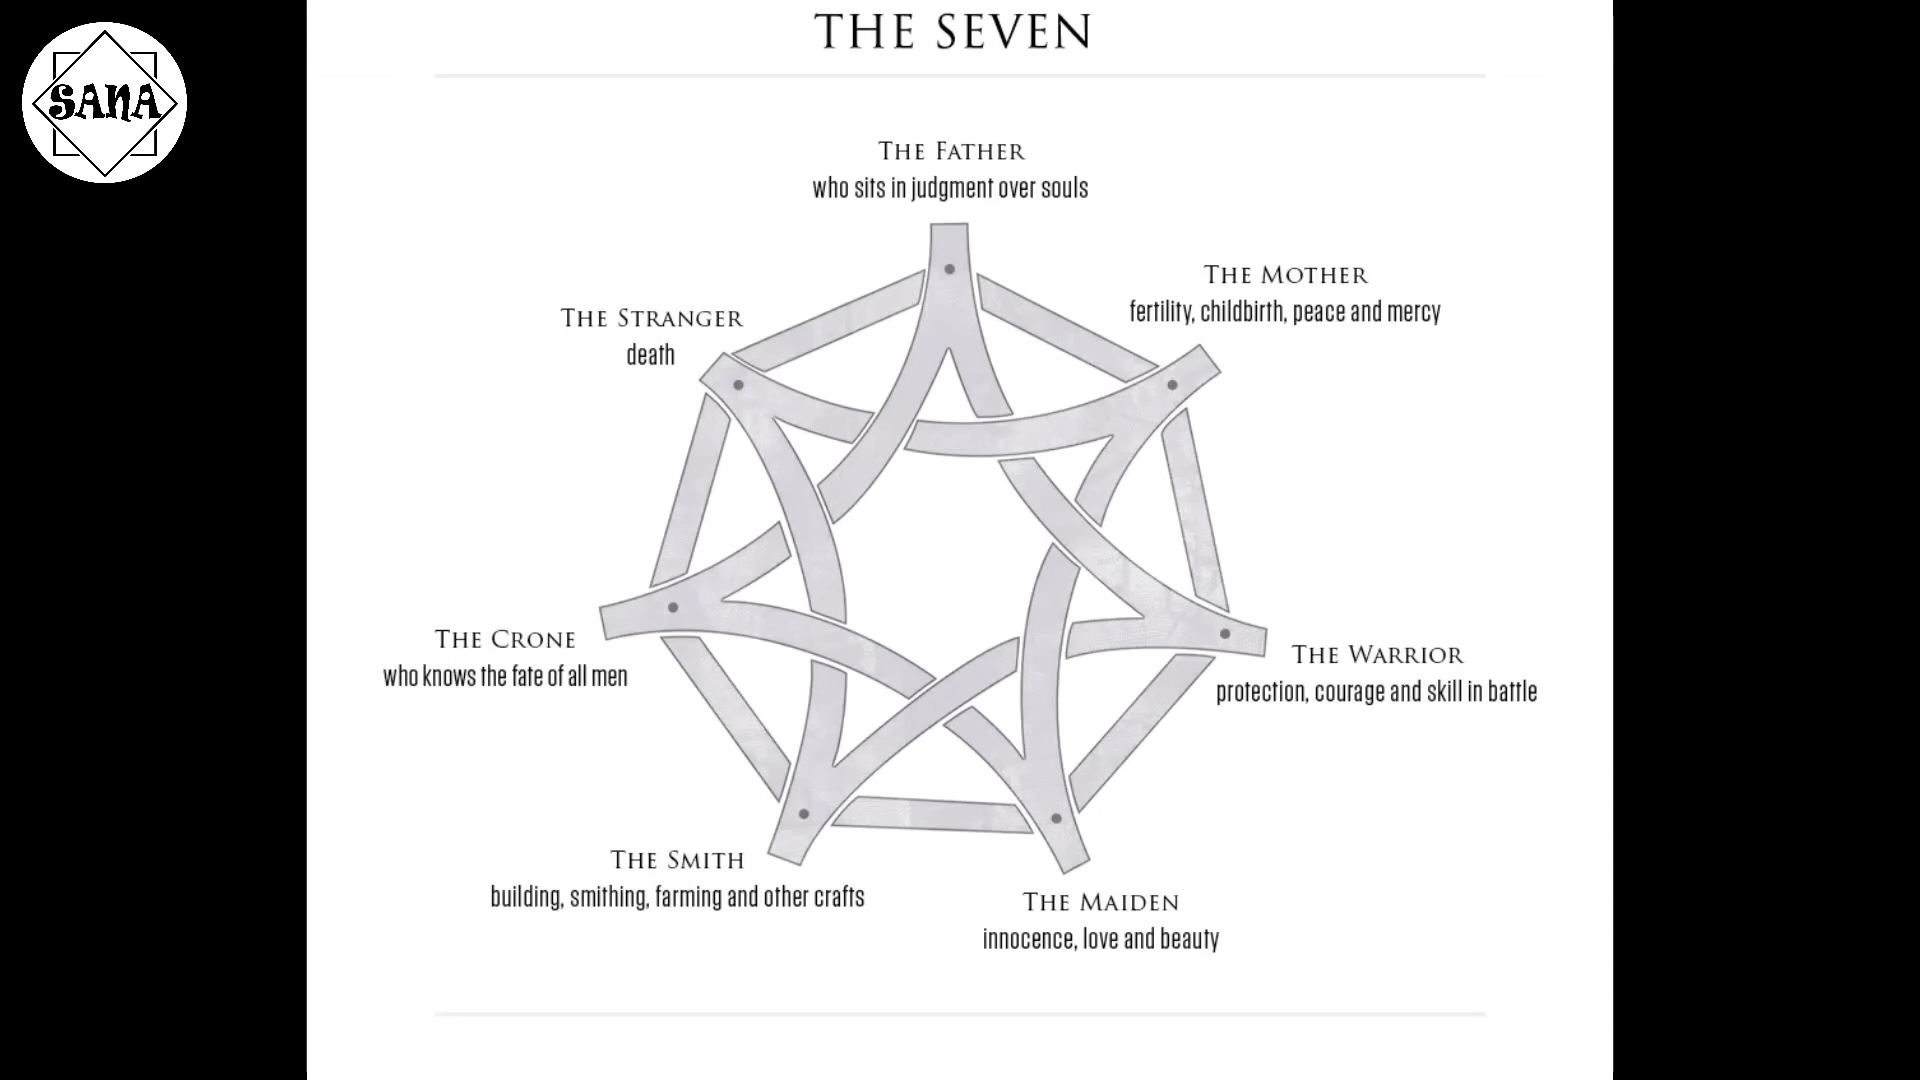 SANA
THE SEVEN
THE FATHER
who sits in judgment over souls
THE MOTHER
fertility, childbirth, peace and mercy
THE STRANGER
death
THE CRONE
who knows the fate of all men
THE WARRIOR
protection, courage and skill in battle
THE SMITH
building, smithing, farming and other crafts
THE MAIDEN
innocence, love and beauty